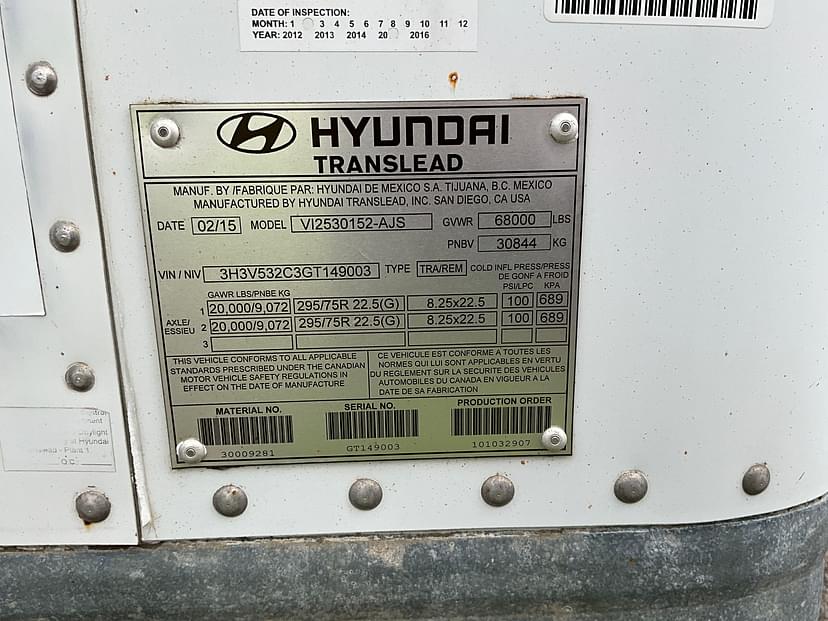 DATE OF INSPECTION:
MONTH: 1 3 4 5 6 7 8 9 10 11 12
YEAR: 2012 2013 2014 20 2016
HYUNDAI
TRANSLEAD
MANUF. BY /FABRIQUE PAR: HYUNDAI DE MEXICO S.A. TIJUANA, B.C. MEXICO
MANUFACTURED BY HYUNDAI TRANSLEAD, INC. SAN DIEGO, CA USA
DATE 02/15 MODEL VI2530152-AJS GVWR 68000 LBS
PNBV 30844 KG
VIN / NIV 3H3V532C3GT149003 TYPE TRA/REM COLD INFL PRESS/PRESS
DE GONF A FROID
GAWR LBS/PNBE KG PSI/LPC KPA
AXLE/
ESSIEU
1 20,000/9,072 295/75R 22.5(G) 8.25x22.5 100 689
2 20,000/9,072 295/75R 22.5(G) 8.25x22.5 100 689
3
THIS VEHICLE CONFORMS TO ALL APPLICABLE
STANDARDS PRESCRIBED UNDER THE CANADIAN
MOTOR VEHICLE SAFETY REGULATIONS IN
EFFECT ON THE DATE OF MANUFACTURE
CE VEHICULE EST CONFORME A TOUTES LES
NORMES QUI LUI SONT APPLICABLES EN VERTU
DU REGLEMENT SUR LA SECURITE DES VEHICULES
AUTOMOBILES DU CANADA EN VIGUEUR A LA
DATE DE SA FABRICATION
MATERIAL NO. SERIAL NO. PRODUCTION ORDER
30009281 GT149003 101032907
at Hyundai
Plant 1
Q.C.